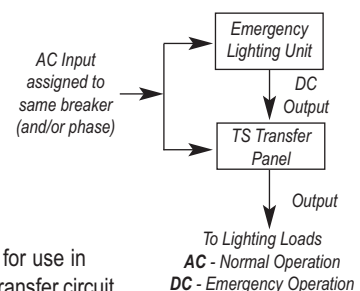 Emergency
Lighting Unit
AC Input
assigned to
same breaker
(and/or phase)
DC
Output
TS Transfer
Panel
Output
To Lighting Loads
AC - Normal Operation
DC - Emergency Operation
for use in
transfer circuit